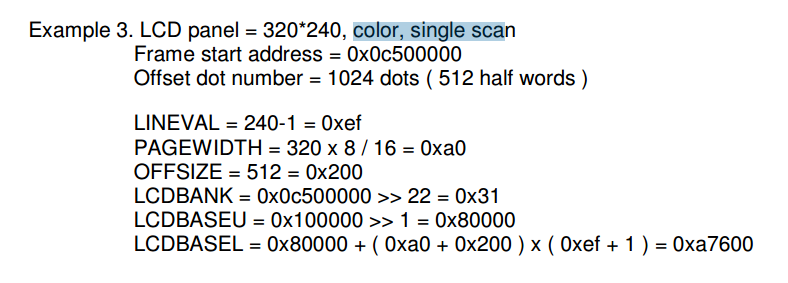 Example 3. LCD panel = 320*240, color, single scan
Frame start address = 0x0c500000
Offset dot number = 1024 dots ( 512 half words )
LINEVAL = 240-1 = 0xef
PAGEWIDTH = 320 x 8 / 16 = 0xa0
OFFSIZE = 512 = 0x200
LCDBANK = 0x0c500000 >> 22 = 0x31
LCDBASEU = 0x100000 >> 1 = 0x80000
LCDBASEL = 0x80000 + ( 0xa0 + 0x200 ) x ( 0xef + 1 ) = 0xa7600